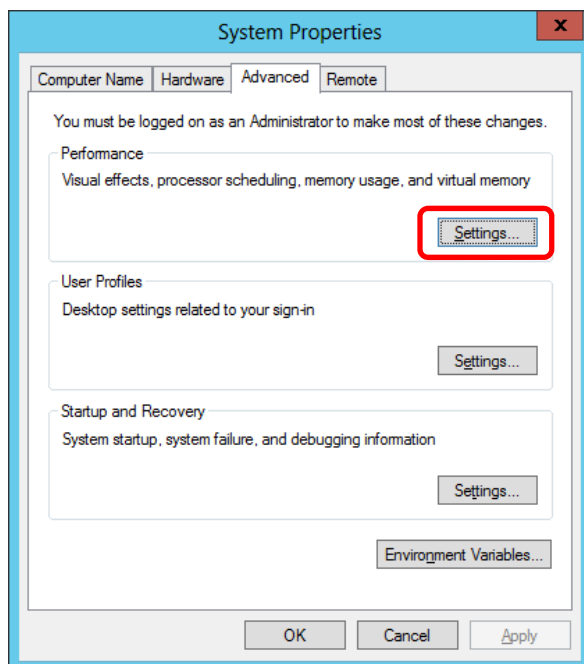 System Properties
x
Computer Name Hardware Advanced Remote
You must be logged on as an Administrator to make most of these changes.
Performance
Visual effects, processor scheduling, memory usage, and virtual memory
Settings...
User Profiles
Desktop settings related to your sign-in
Settings...
Startup and Recovery
System startup, system failure, and debugging information
Settings...
Environment Variables...
OK Cancel Apply